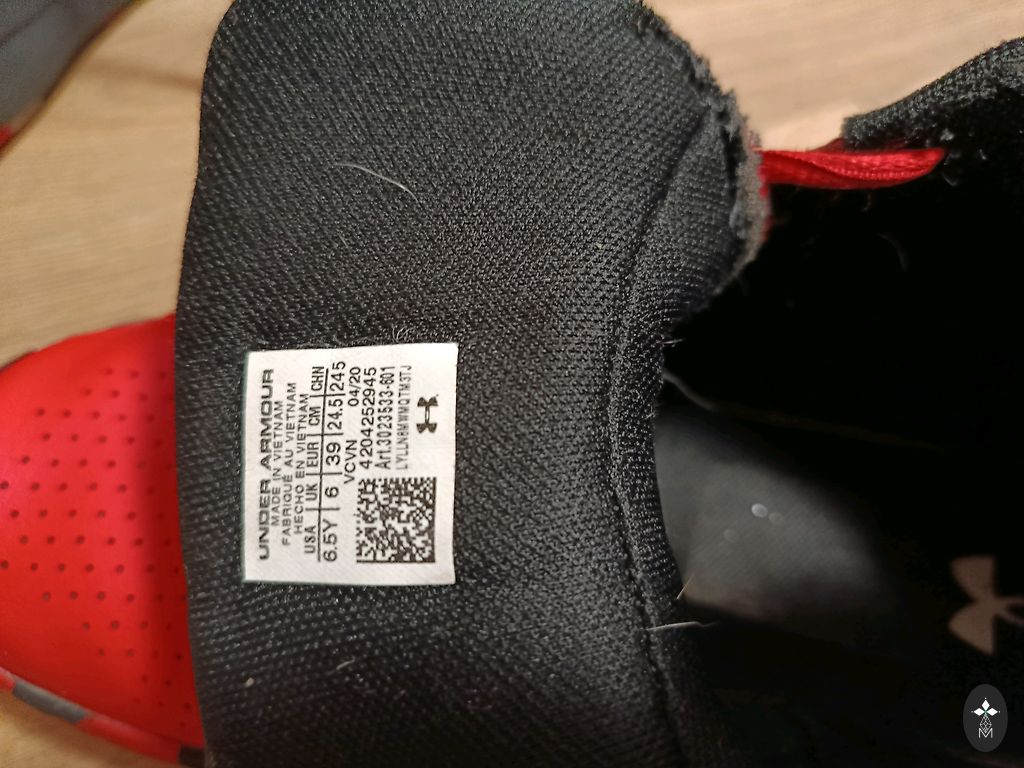 UNDER ARMOUR
MADE IN VIETNAM
FABRIQUÉ AU VIETNAM
HECHO EN VIETNAM
USA | UK | EUR | CM | CHN
6.5Y | 6 | 39 | 24.5 | 245
VCVN 04/20
4204252945
Art.3023533-601
LYLLN6MWMQTM3TJ
M